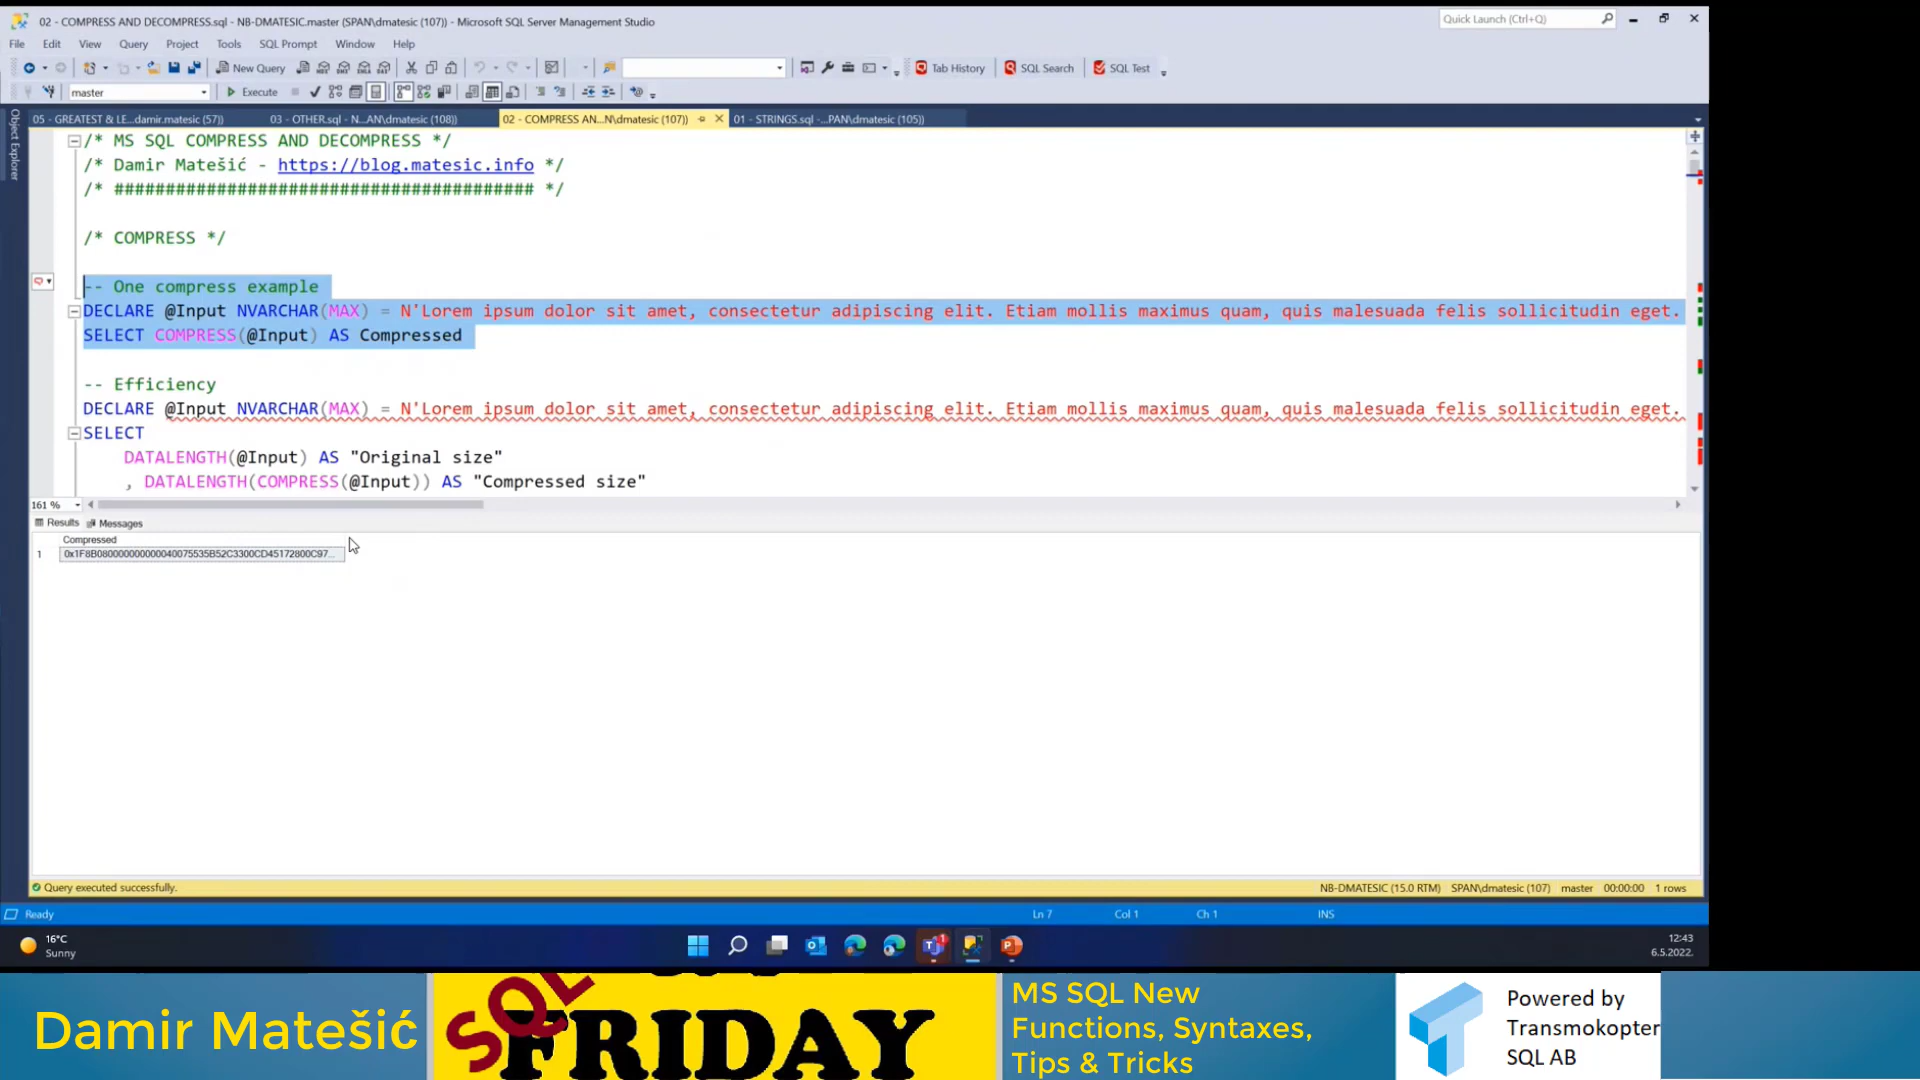 02 - COMPRESS AND DECOMPRESS.sql - NB-DMATESIC.master (SPAN\dmatesic (107)) - Microsoft SQL Server Management Studio
Quick Launch (Ctrl+Q)
File Edit View Query Project Tools SQL Prompt Window Help
New Query
Tab History
SQL Search
SQL Test
master
Execute
05 - GREATEST & LE...damir.matesic (57))
03 - OTHER.sql - N...AN\dmatesic (108))
02 - COMPRESS AN...N\dmatesic (107))
01 - STRINGS.sql -...PAN\dmatesic (105))
Object Explorer
/* MS SQL COMPRESS AND DECOMPRESS */
/* Damir Matešić - https://blog.matesic.info */
/* ######################################### */
/* COMPRESS */
-- One compress example
DECLARE @Input NVARCHAR(MAX) = N'Lorem ipsum dolor sit amet, consectetur adipiscing elit. Etiam mollis maximus quam, quis malesuada felis sollicitudin eget.
SELECT COMPRESS(@Input) AS Compressed
-- Efficiency
DECLARE @Input NVARCHAR(MAX) = N'Lorem ipsum dolor sit amet, consectetur adipiscing elit. Etiam mollis maximus quam, quis malesuada felis sollicitudin eget.
SELECT
DATALENGTH(@Input) AS "Original size"
, DATALENGTH(COMPRESS(@Input)) AS "Compressed size"
161 %
Results Messages
Compressed
1 0x1F8B080000000000040075535B52C3300CD45172800C97...
Query executed successfully.
NB-DMATESIC (15.0 RTM) SPAN\dmatesic (107) master 00:00:00 1 rows
Ready
Ln 7 Col 1 Ch 1 INS
16°C
Sunny
12:43
6.5.2022.
Damir Matešić
SQL
FRIDAY
MS SQL New
Functions, Syntaxes,
Tips & Tricks
Powered by
Transmokopter
SQL AB